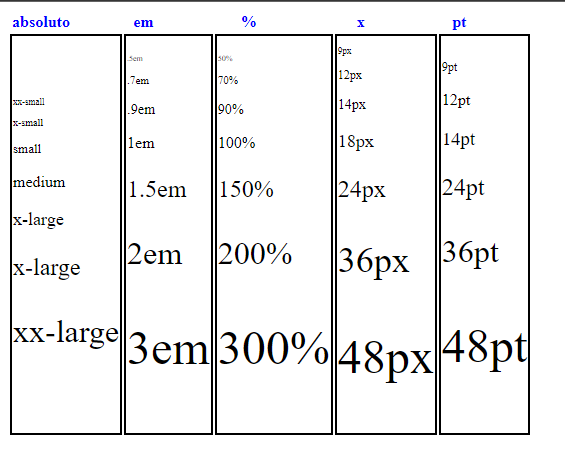 absoluto em % x pt
xx-small
x-small
small
medium
x-large
x-large
xx-large
.5em
.7em
.9em
1em
1.5em
2em
3em
50%
70%
90%
100%
150%
200%
300%
9px
12px
14px
18px
24px
36px
48px
9pt
12pt
14pt
24pt
36pt
48pt